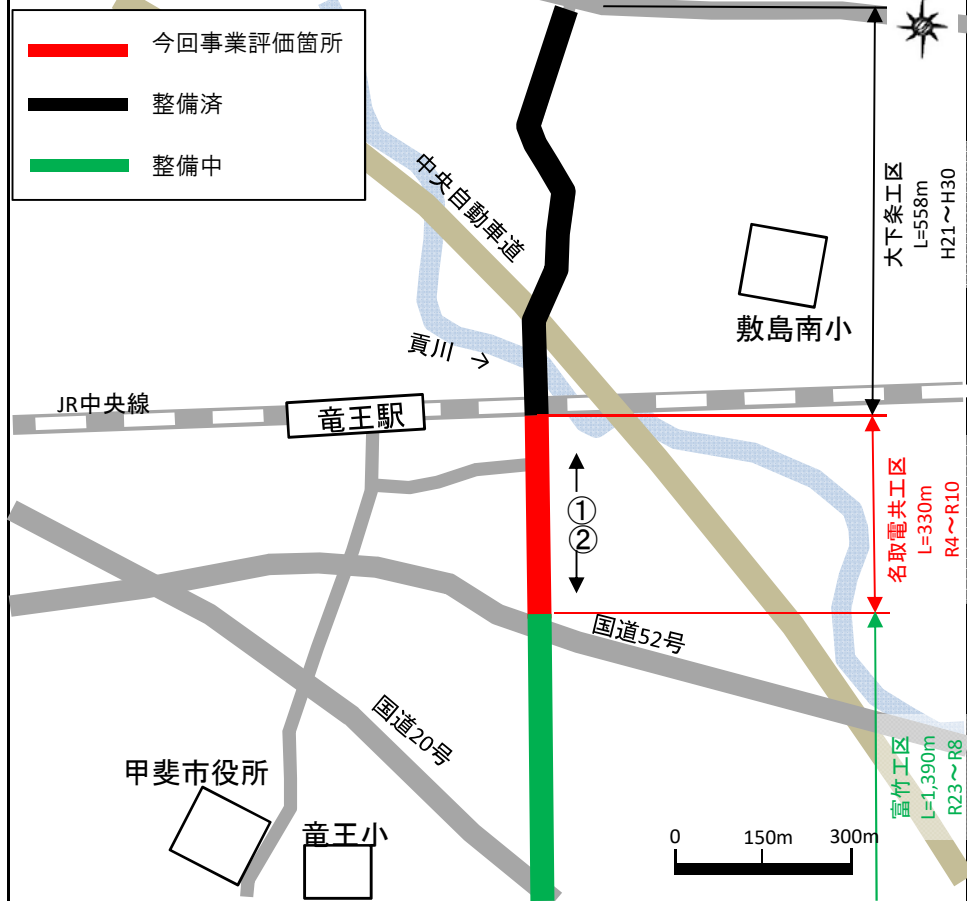 今回事業評価箇所
整備済
整備中
中央自動車道
大下条工区
L=558m
H21～H30
敷島南小
貢川 →
JR中央線
竜王駅
①
②
名取電共工区
L=330m
R4～R10
国道52号
国道20号
富竹工区
L=1,390m
R23～R8
甲斐市役所
竜王小
0 150m 300m